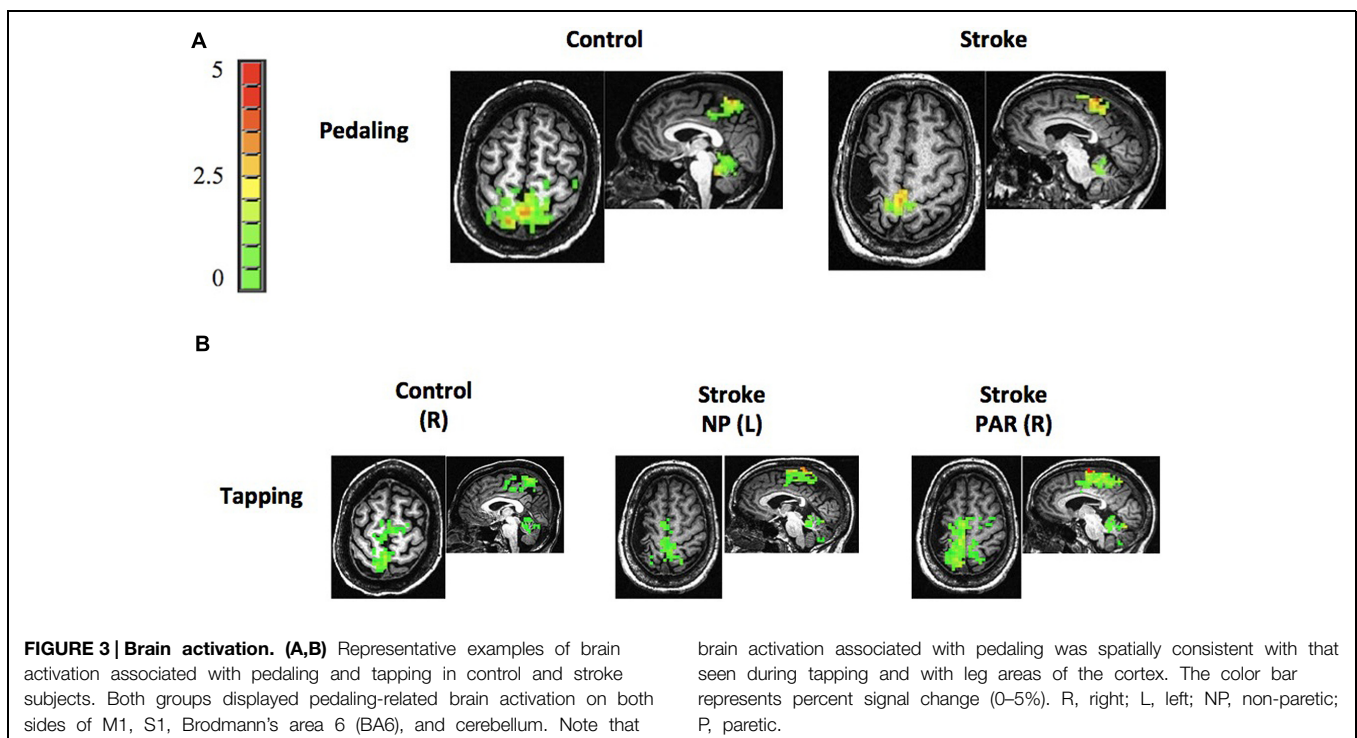 A
Control
Stroke
5
2.5
0
Pedaling
B
Control
(R)
Stroke
NP (L)
Stroke
PAR (R)
Tapping
FIGURE 3 | Brain activation. (A,B) Representative examples of brain
activation associated with pedaling and tapping in control and stroke
subjects. Both groups displayed pedaling-related brain activation on both
sides of M1, S1, Brodmann's area 6 (BA6), and cerebellum. Note that
brain activation associated with pedaling was spatially consistent with that
seen during tapping and with leg areas of the cortex. The color bar
represents percent signal change (0–5%). R, right; L, left; NP, non-paretic;
P, paretic.